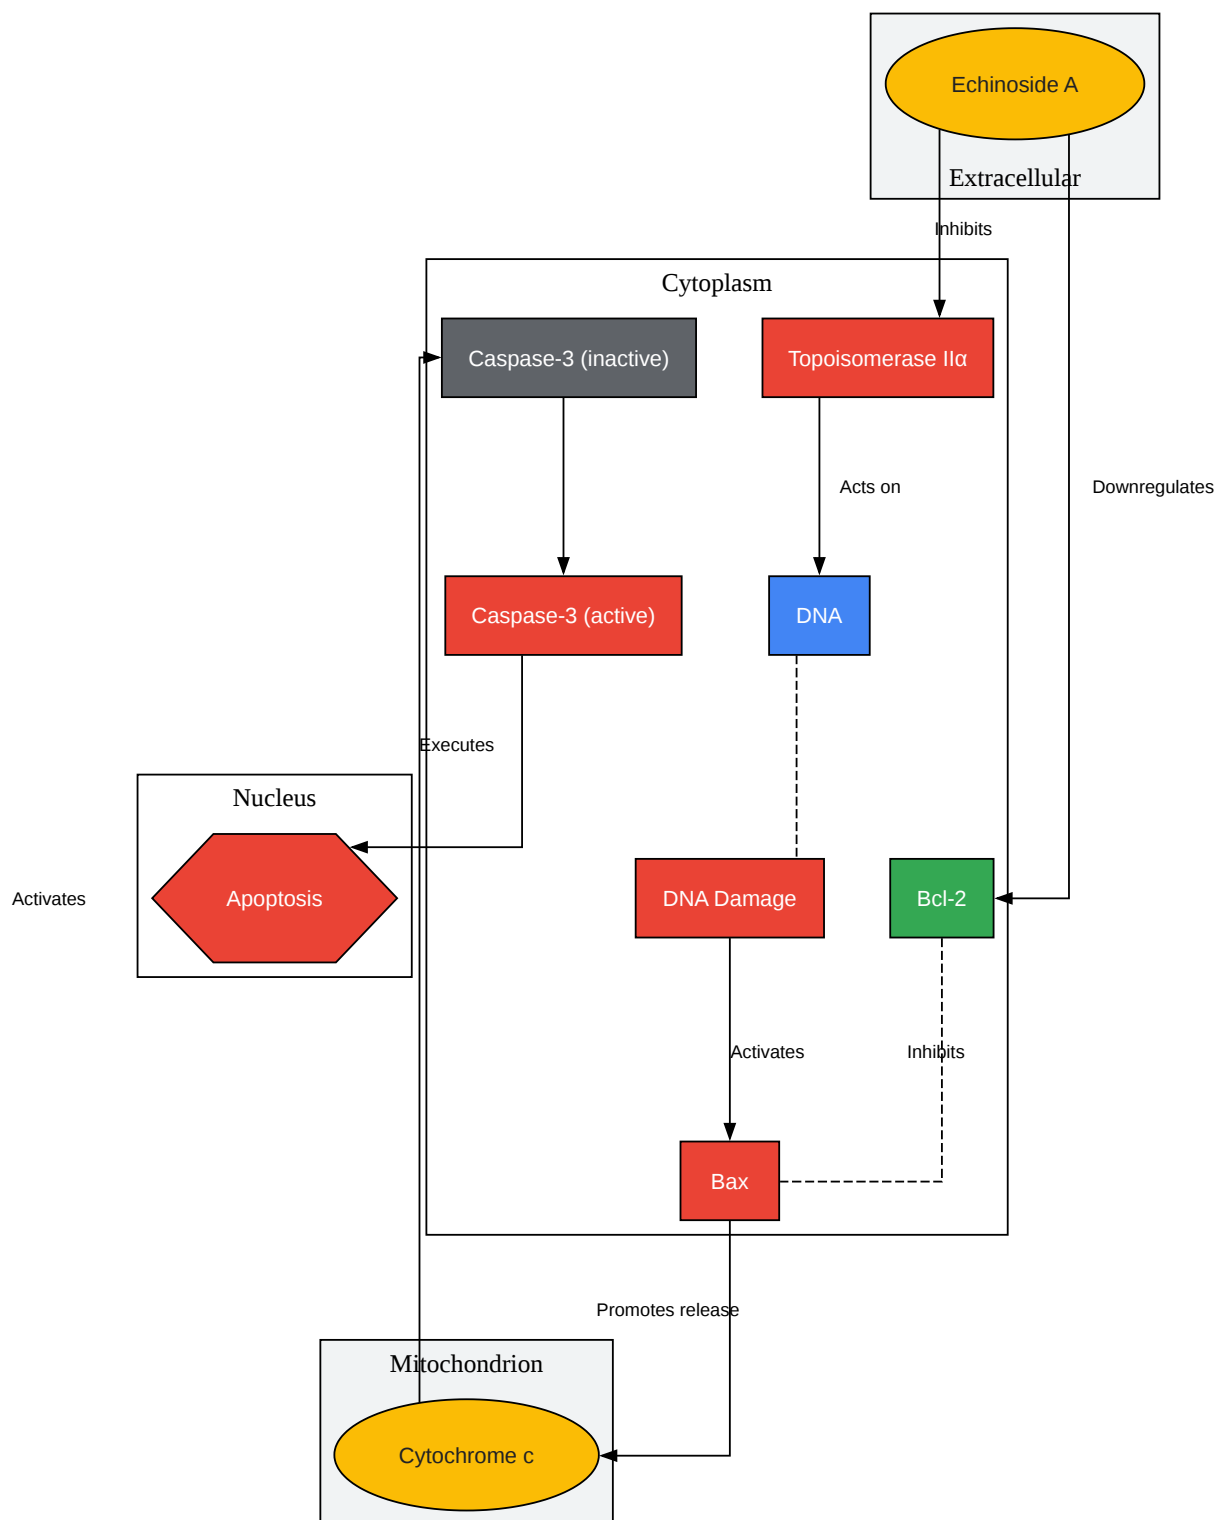 Echinoside A
Extracellular
Inhibits
Cytoplasm
Caspase-3 (inactive)
Topoisomerase IIα
Acts on
Downregulates
Caspase-3 (active)
DNA
Executes
Nucleus
Activates
Apoptosis
DNA Damage
Bcl-2
Activates
Inhibits
Bax
Promotes release
Mitochondrion
Cytochrome c